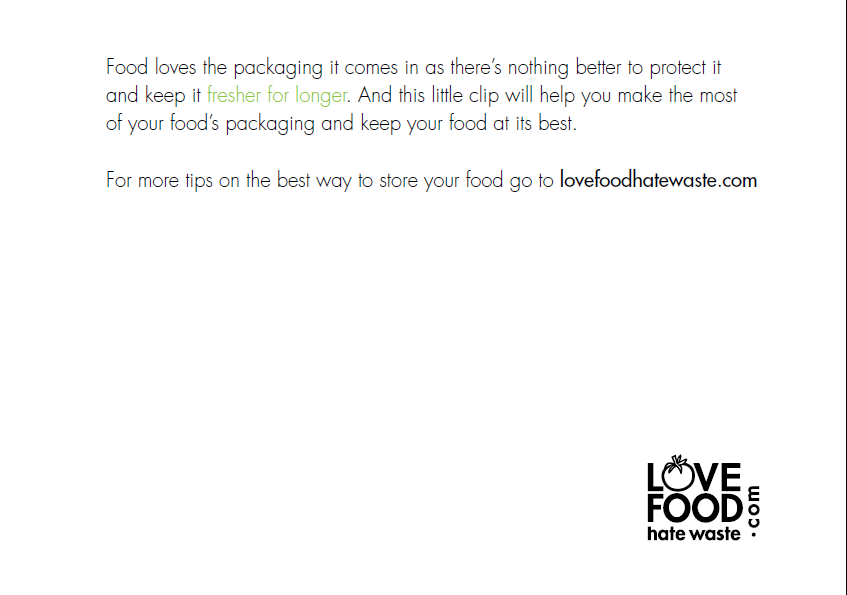 Food loves the packaging it comes in as there's nothing better to protect it
and keep it fresher for longer. And this little clip will help you make the most
of your food's packaging and keep your food at its best.
For more tips on the best way to store your food go to lovefoodhatewaste.com
LOVE
FOOD
hate waste
.com